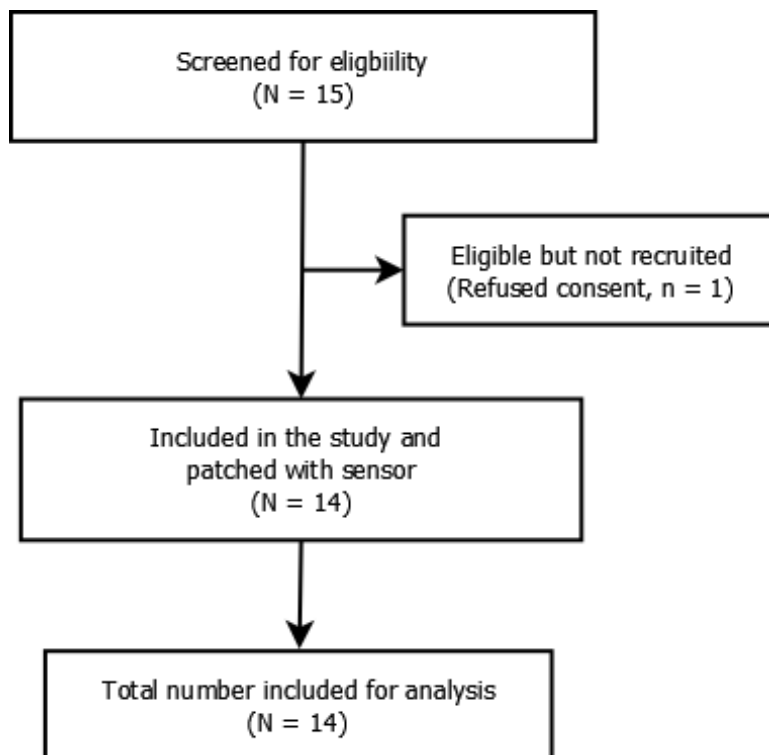 Screened for eligbiility
(N = 15)
Eligible but not recruited
(Refused consent, n = 1)
Included in the study and
patched with sensor
(N = 14)
Total number included for analysis
(N = 14)